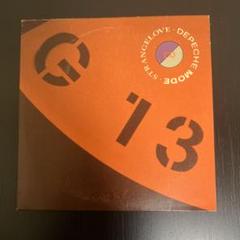 DEPECHE MODE · STRANGELOVE ·
G
13